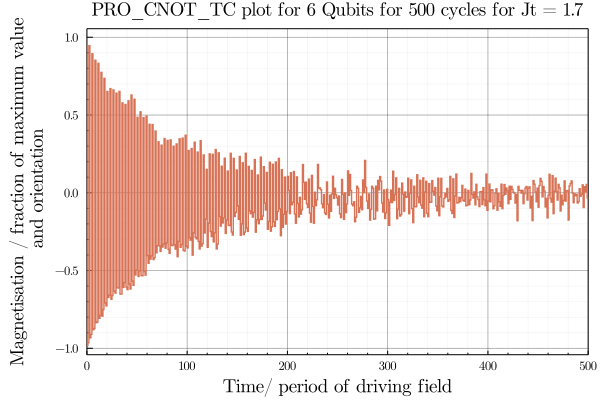 PRO_CNOT_TC plot for 6 Qubits for 500 cycles for Jt = 1.7
Magnetisation / fraction of maximum value
and orientation
1.0
0.5
0.0
−0.5
−1.0
0 100 200 300 400 500
Time/ period of driving field